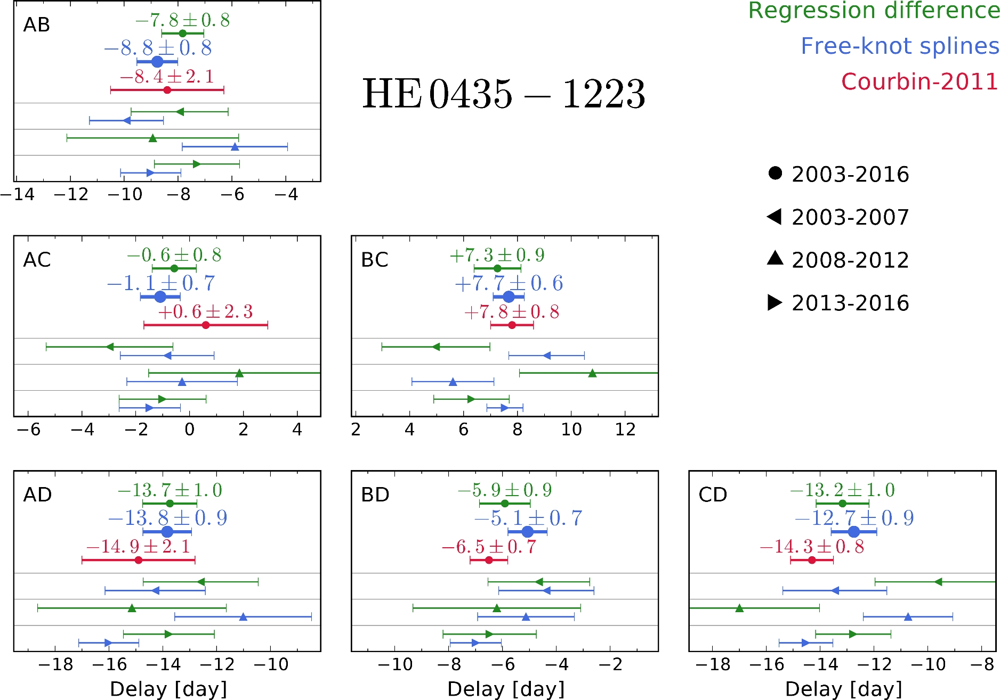 AB
−7.8±0.8
−8.8±0.8
−8.4±2.1
−14 −12 −10 −8 −6 −4
HE 0435 − 1223
Regression difference
Free-knot splines
Courbin-2011
2003-2016
2003-2007
2008-2012
2013-2016
AC
−0.6±0.8
−1.1±0.7
+0.6±2.3
−6 −4 −2 0 2 4
BC
+7.3±0.9
+7.7±0.6
+7.8±0.8
2 4 6 8 10 12
AD
−13.7±1.0
−13.8±0.9
−14.9±2.1
−18 −16 −14 −12 −10
Delay [day]
BD
−5.9±0.9
−5.1±0.7
−6.5±0.7
−10 −8 −6 −4 −2
Delay [day]
CD
−13.2±1.0
−12.7±0.9
−14.3±0.8
−18 −16 −14 −12 −10 −8
Delay [day]